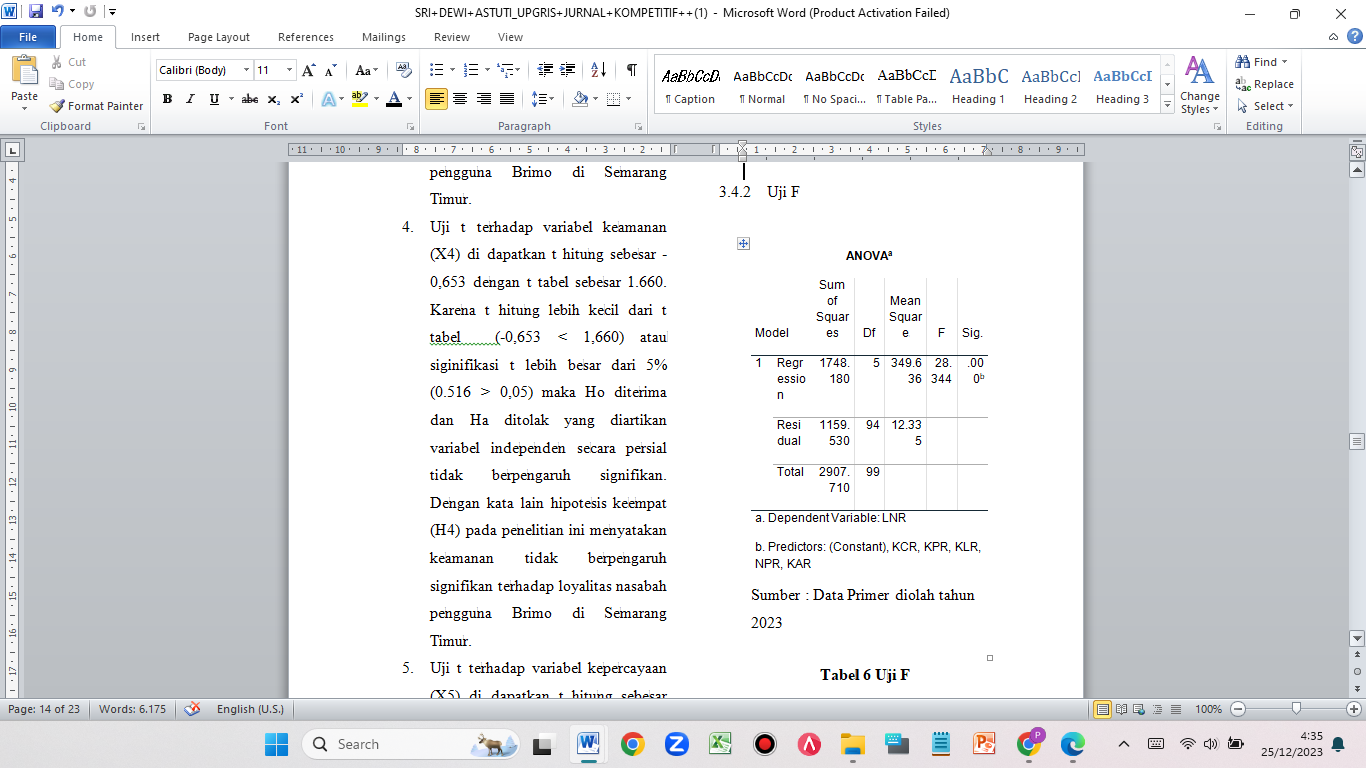 SRI+DEWI+ASTUTI_UPGRIS+JURNAL+KOMPETITIF++(1) - Microsoft Word (Product Activation Failed)
File Home Insert Page Layout References Mailings Review View
Paste
Cut
Copy
Format Painter
Clipboard
Calibri (Body) 11
Font
Paragraph
AaBbCcDc AaBbCcDc AaBbCcDc AaBbCcD AaBbC AaBbCcI AaBbCcI
¶ Caption ¶ Normal ¶ No Spaci... ¶ Table Pa... Heading 1 Heading 2 Heading 3
Change Styles
Styles
Find
Replace
Select
Editing
pengguna Brimo di Semarang
Timur.
4. Uji t terhadap variabel keamanan
(X4) di dapatkan t hitung sebesar -
0,653 dengan t tabel sebesar 1.660.
Karena t hitung lebih kecil dari t
tabel (-0,653 < 1,660) atau
siginifikasi t lebih besar dari 5%
(0.516 > 0,05) maka Ho diterima
dan Ha ditolak yang diartikan
variabel independen secara persial
tidak berpengaruh signifikan.
Dengan kata lain hipotesis keempat
(H4) pada penelitian ini menyatakan
keamanan tidak berpengaruh
signifikan terhadap loyalitas nasabah
pengguna Brimo di Semarang
Timur.
5. Uji t terhadap variabel kepercayaan
(X5) di dapatkan t hitung sebesar
3.4.2 Uji F
ANOVAa
Model Sum of Squares Df Mean Square F Sig.
1 Regression 1748.180 5 349.636 28.344 .000b
Residual 1159.530 94 12.335
Total 2907.710 99
a. Dependent Variable: LNR
b. Predictors: (Constant), KCR, KPR, KLR,
NPR, KAR
Sumber : Data Primer diolah tahun
2023
Tabel 6 Uji F
Page: 14 of 23 Words: 6.175 English (U.S.) 100%
Search
4:35
25/12/2023